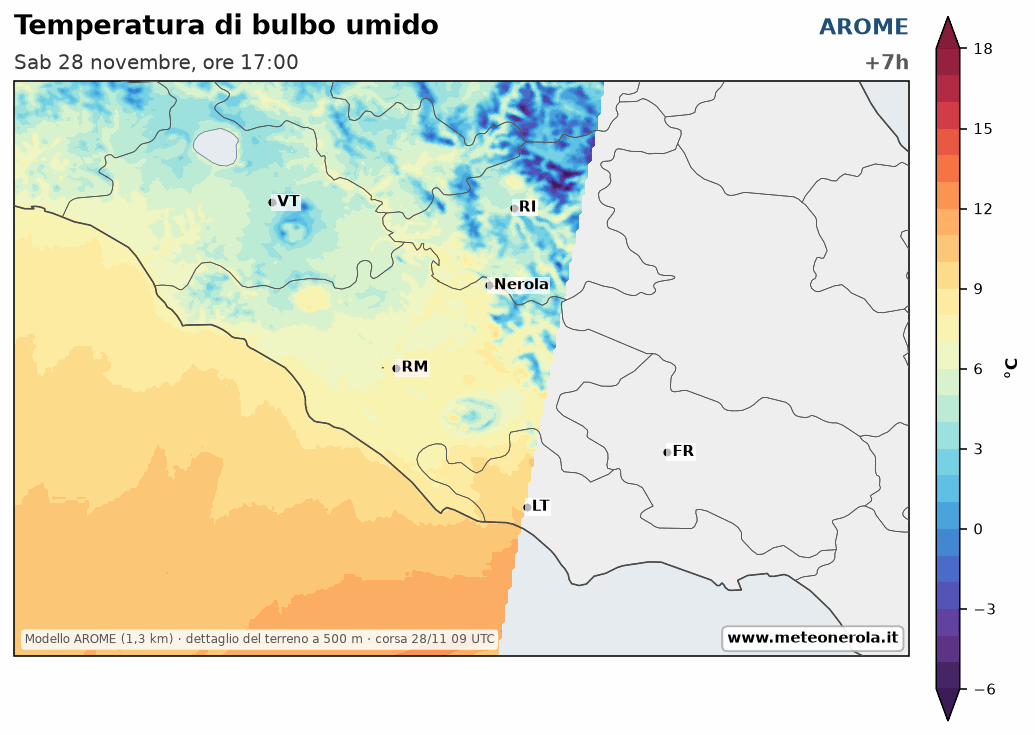 Temperatura di bulbo umido
AROME
Sab 28 novembre, ore 17:00
+7h
VT
RI
Nerola
RM
FR
LT
Modello AROME (1,3 km) · dettaglio del terreno a 500 m · corsa 28/11 09 UTC
www.meteonerola.it
18
15
12
9
6
3
0
−3
−6
°C